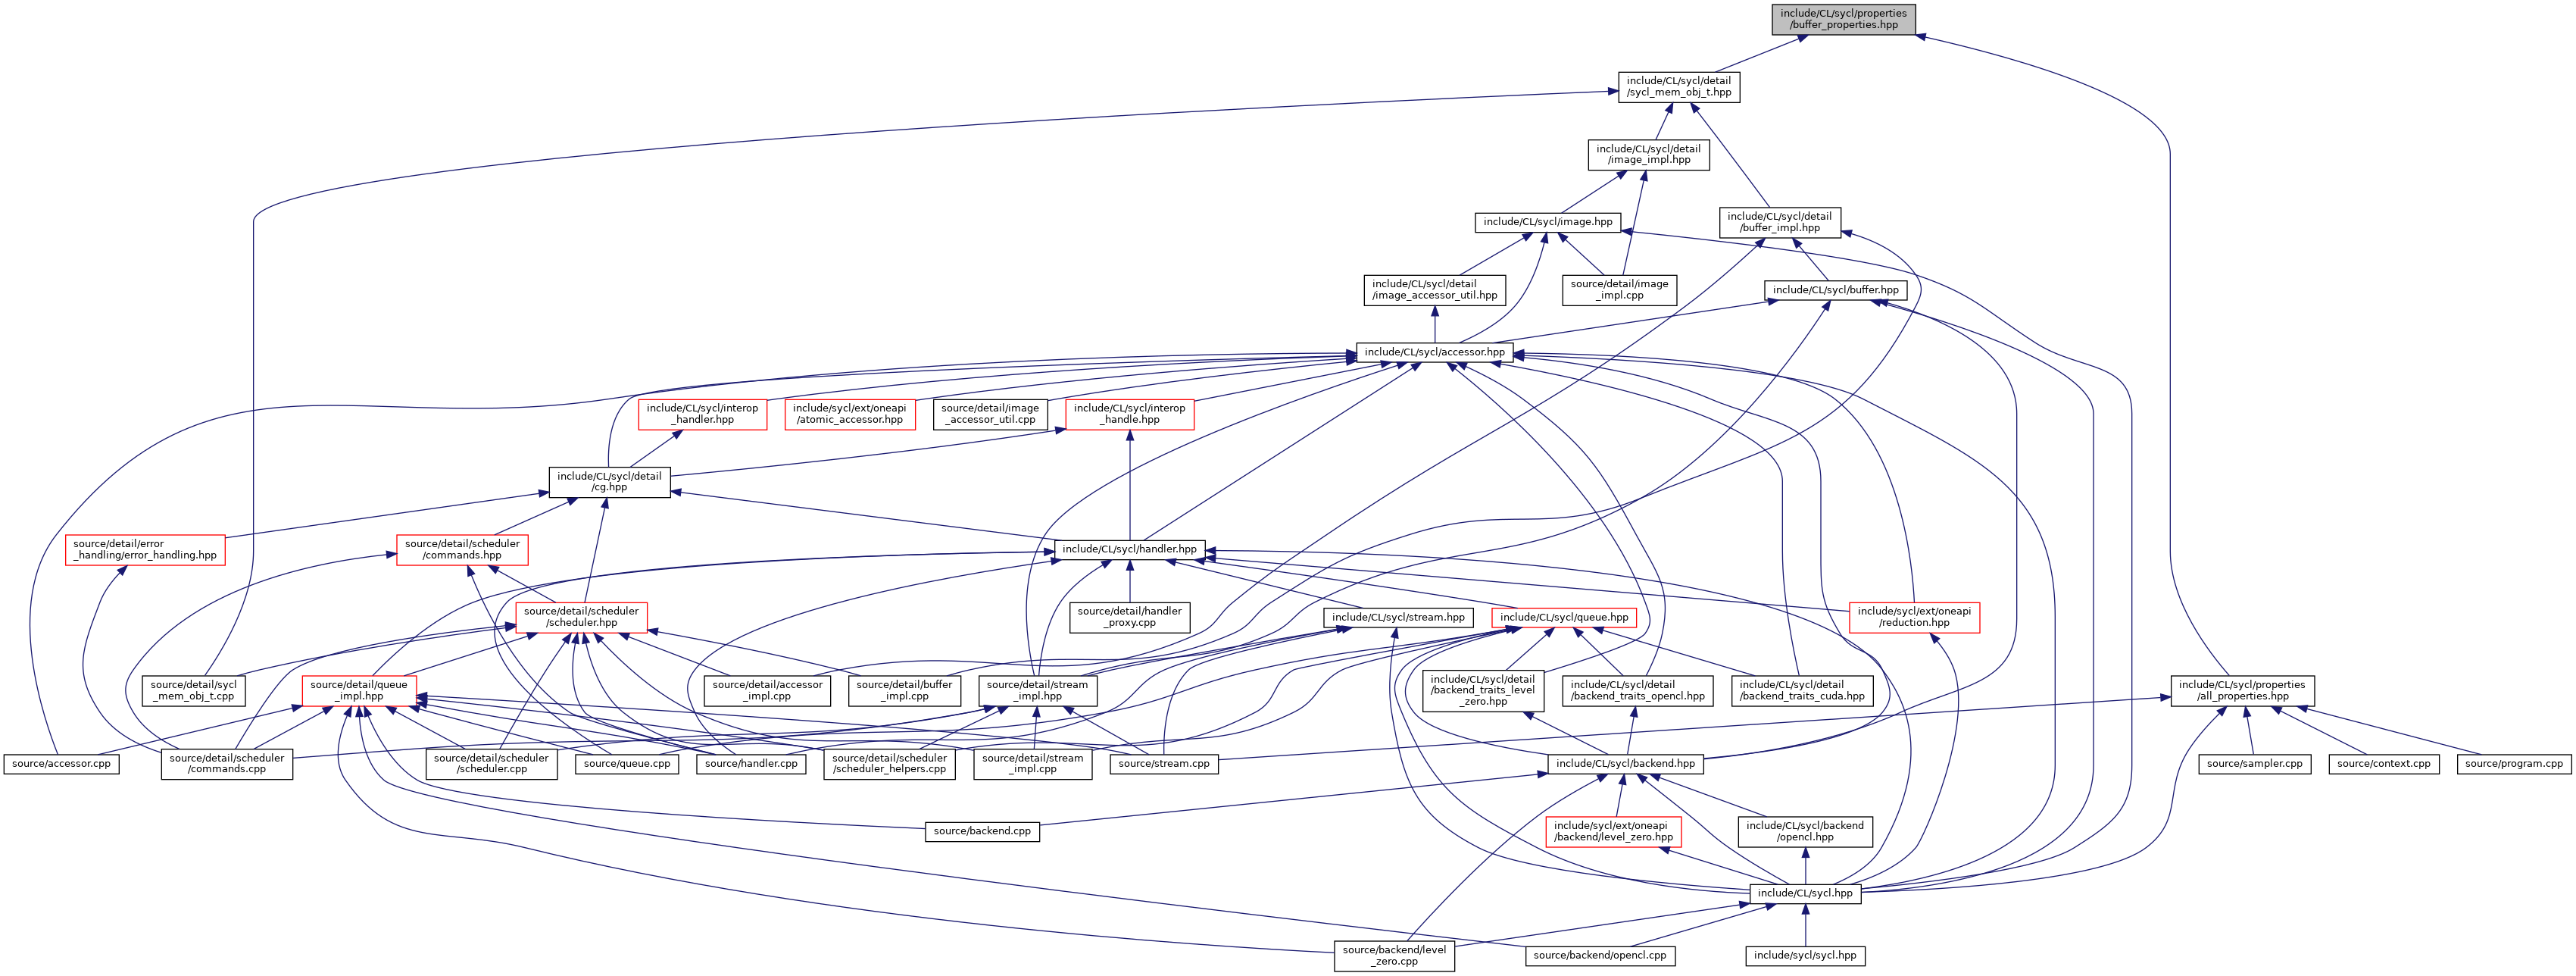 include/CL/sycl/properties
/buffer_properties.hpp
include/CL/sycl/detail
/sycl_mem_obj_t.hpp
include/CL/sycl/detail
/image_impl.hpp
include/CL/sycl/image.hpp
include/CL/sycl/detail
/buffer_impl.hpp
include/CL/sycl/detail
/image_accessor_util.hpp
source/detail/image
_impl.cpp
include/CL/sycl/buffer.hpp
include/CL/sycl/accessor.hpp
include/CL/sycl/interop
_handler.hpp
include/sycl/ext/oneapi
/atomic_accessor.hpp
source/detail/image
_accessor_util.cpp
include/CL/sycl/interop
_handle.hpp
include/CL/sycl/detail
/cg.hpp
source/detail/error
_handling/error_handling.hpp
source/detail/scheduler
/commands.hpp
include/CL/sycl/handler.hpp
source/detail/scheduler
/scheduler.hpp
source/detail/handler
_proxy.cpp
include/CL/sycl/stream.hpp
include/CL/sycl/queue.hpp
include/sycl/ext/oneapi
/reduction.hpp
source/detail/sycl
_mem_obj_t.cpp
source/detail/queue
_impl.hpp
source/detail/accessor
_impl.cpp
source/detail/buffer
_impl.cpp
source/detail/stream
_impl.hpp
include/CL/sycl/detail
/backend_traits_level
_zero.hpp
include/CL/sycl/detail
/backend_traits_opencl.hpp
include/CL/sycl/detail
/backend_traits_cuda.hpp
include/CL/sycl/properties
/all_properties.hpp
source/accessor.cpp
source/detail/scheduler
/commands.cpp
source/detail/scheduler
/scheduler.cpp
source/queue.cpp
source/handler.cpp
source/detail/scheduler
/scheduler_helpers.cpp
source/detail/stream
_impl.cpp
source/stream.cpp
include/CL/sycl/backend.hpp
source/sampler.cpp
source/context.cpp
source/program.cpp
source/backend.cpp
include/sycl/ext/oneapi
/backend/level_zero.hpp
include/CL/sycl/backend
/opencl.hpp
include/CL/sycl.hpp
source/backend/level
_zero.cpp
source/backend/opencl.cpp
include/sycl/sycl.hpp